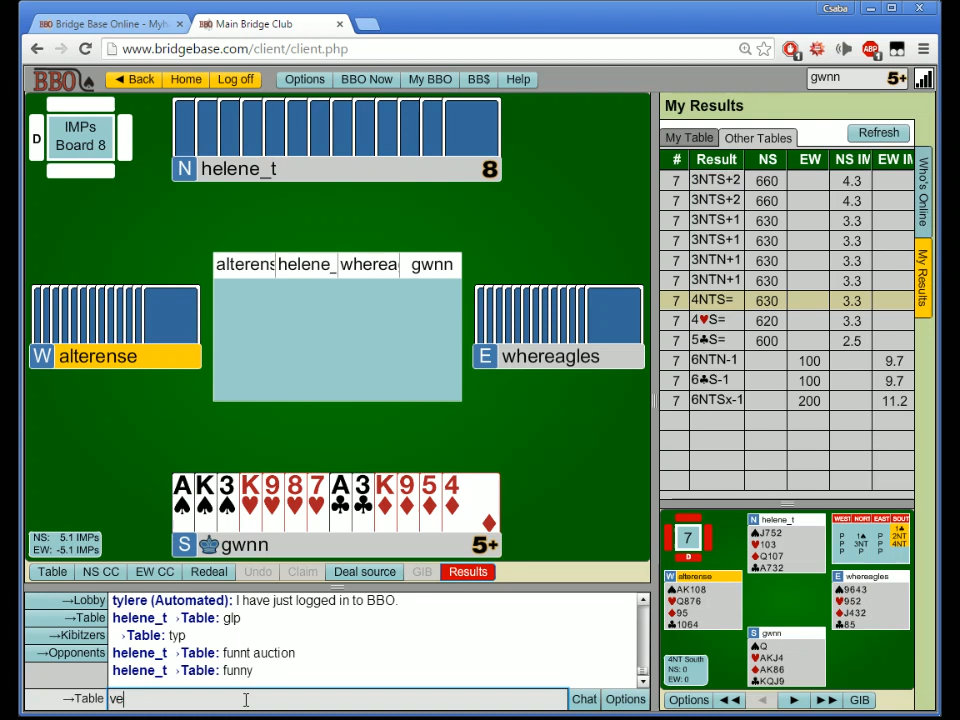 Csaba
BBO Bridge Base Online - Myh
Main Bridge Club
www.bridgebase.com/client/client.php
ABP
BBO
Back
Home
Log off
Options
BBO Now
My BBO
BB$
Help
gwnn 5+
D
IMPs
Board 8
N helene_t 8
alterens helene_ wherea gwnn
W alterense
E whereagles
A K 3 K 9 8 7 A 3 K 9 5 4
S gwnn 5+
NS: 5.1 IMPs
EW: -5.1 IMPs
Table
NS CC
EW CC
Redeal
Undo
Claim
Deal source
GIB
Results
→Lobby
→Table
→Kibitzers
→Opponents
tylere (Automated): I have just logged in to BBO.
helene_t ›Table: glp
›Table: typ
helene_t ›Table: funnt auction
helene_t ›Table: funny
→Table ve
Chat
Options
My Results
My Table
Other Tables
Refresh
# Result NS EW NS IM EW IM
7 3NTS+2 660 4.3
7 3NTS+2 660 4.3
7 3NTS+1 630 3.3
7 3NTS+1 630 3.3
7 3NTN+1 630 3.3
7 3NTN+1 630 3.3
7 4NTS= 630 3.3
7 4♥S= 620 3.3
7 5♣S= 600 2.5
7 6NTN-1 100 9.7
7 6♣S-1 100 9.7
7 6NTSx-1 200 11.2
Who's Online
My Results
7
D
N helene_t
♠J752
♥103
♦Q107
♣A732
WEST NORT EAST SOUT
1♣
P 1♠ P 2NT
P 3NT P 4NT
P P P
W alterense
♠AK108
♥Q876
♦95
♣1064
E whereagles
♠9643
♥952
♦J432
♣85
S gwnn
♠Q
♥AKJ4
♦AK86
♣KQJ9
4NT South
NS: 0
EW: 0
Options
GIB